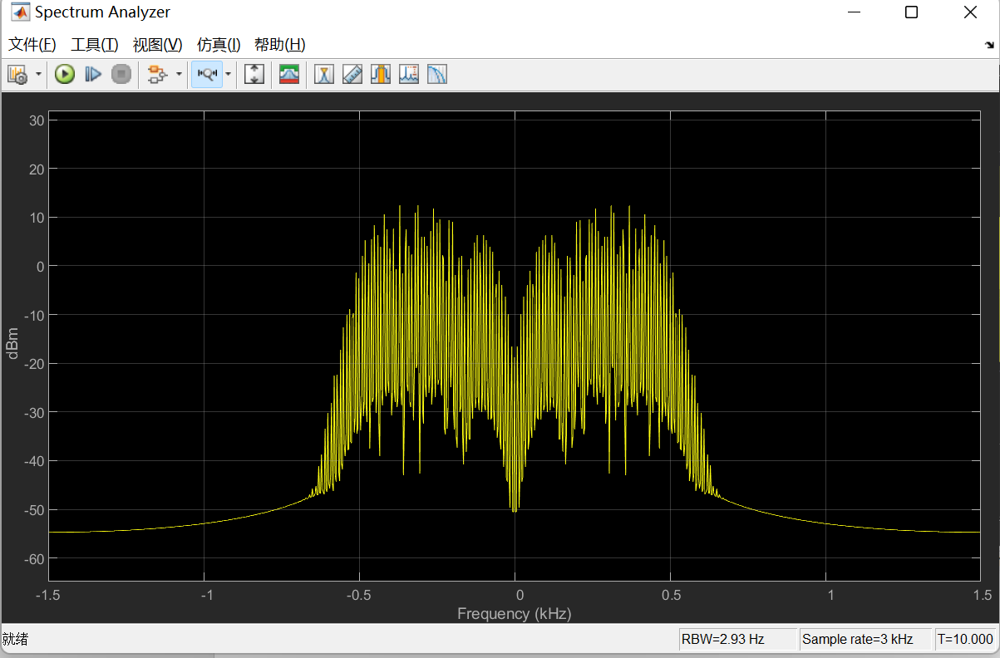 Spectrum Analyzer
文件(F) 工具(T) 视图(V) 仿真(I) 帮助(H)
30
20
10
0
-10
-20
-30
-40
-50
-60
dBm
-1.5 -1 -0.5 0 0.5 1 1.5
Frequency (kHz)
就绪 RBW=2.93 Hz Sample rate=3 kHz T=10.000